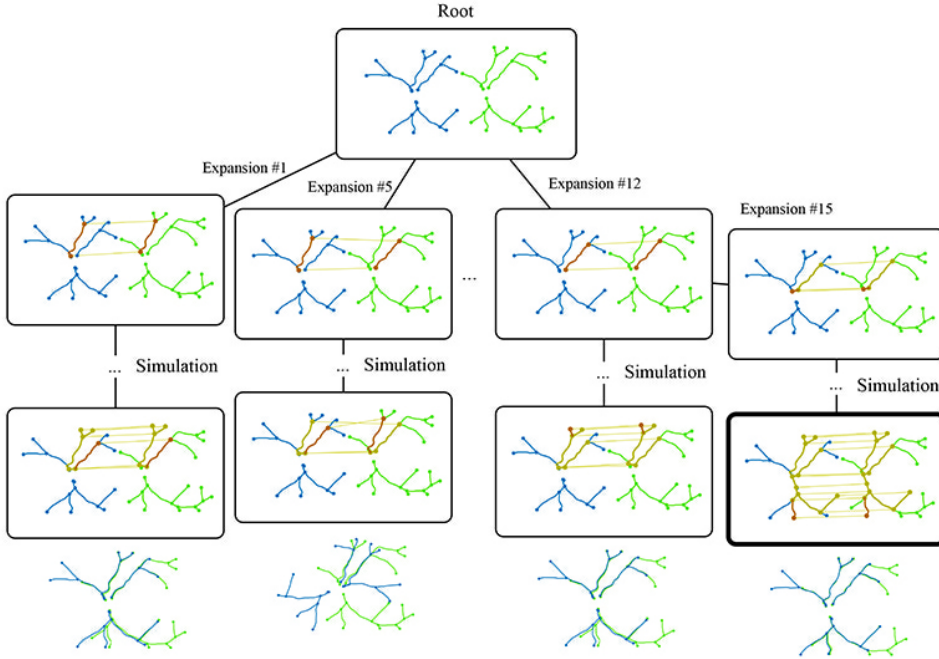 Root
Expansion #1
Expansion #5
Expansion #12
Expansion #15
...
... Simulation
... Simulation
... Simulation
... Simulation